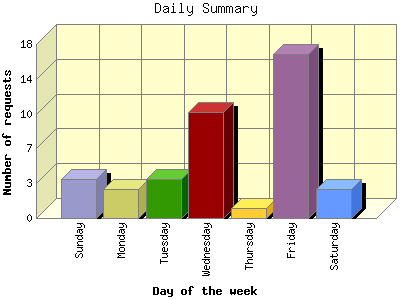 Daily Summary
Number of requests
18
14
10
7
3
0
Sunday
Monday
Tuesday
Wednesday
Thursday
Friday
Saturday
Day of the week